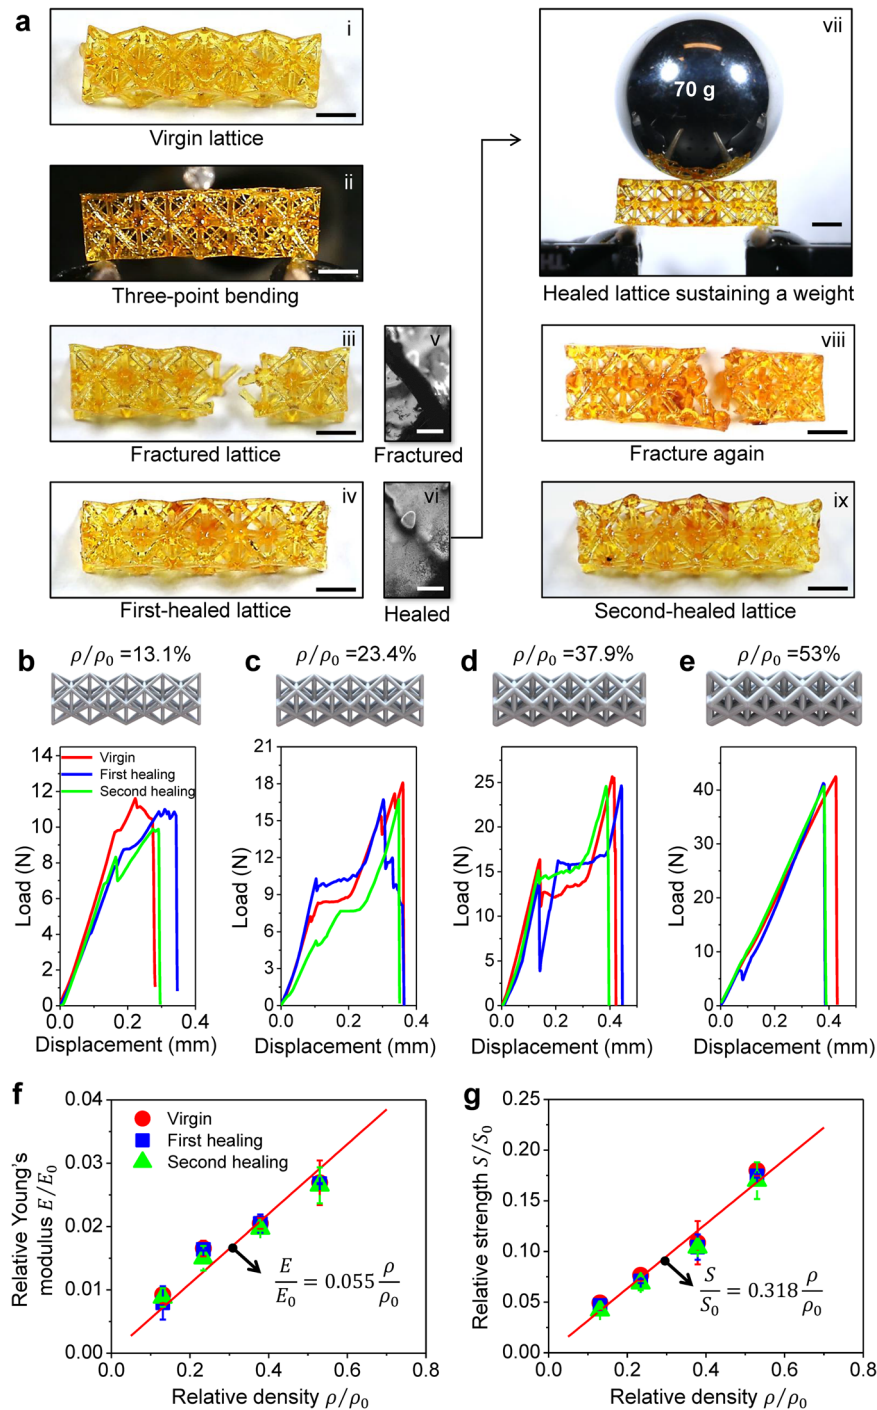 a
i
Virgin lattice
ii
Three-point bending
iii
Fractured lattice
iv
First-healed lattice
v
Fractured
vi
Healed
vii
70 g
Healed lattice sustaining a weight
viii
Fracture again
ix
Second-healed lattice
b
ρ/ρ₀ =13.1%
c
ρ/ρ₀ =23.4%
d
ρ/ρ₀ =37.9%
e
ρ/ρ₀ =53%
Load (N)
14
12
10
8
6
4
2
0
Virgin
First healing
Second healing
0.0 0.2 0.4
Displacement (mm)
Load (N)
21
18
15
12
9
6
3
0
0.0 0.2 0.4
Displacement (mm)
Load (N)
25
20
15
10
5
0
0.0 0.2 0.4
Displacement (mm)
Load (N)
40
30
20
10
0
0.0 0.2 0.4
Displacement (mm)
f
Relative Young's
modulus E/E₀
0.04
0.03
0.02
0.01
0.00
Virgin
First healing
Second healing
E/E₀ = 0.055 ρ/ρ₀
0.0 0.2 0.4 0.6 0.8
Relative density ρ/ρ₀
g
Relative strength S/S₀
0.25
0.20
0.15
0.10
0.05
0.00
S/S₀ = 0.318 ρ/ρ₀
0.0 0.2 0.4 0.6 0.8
Relative density ρ/ρ₀